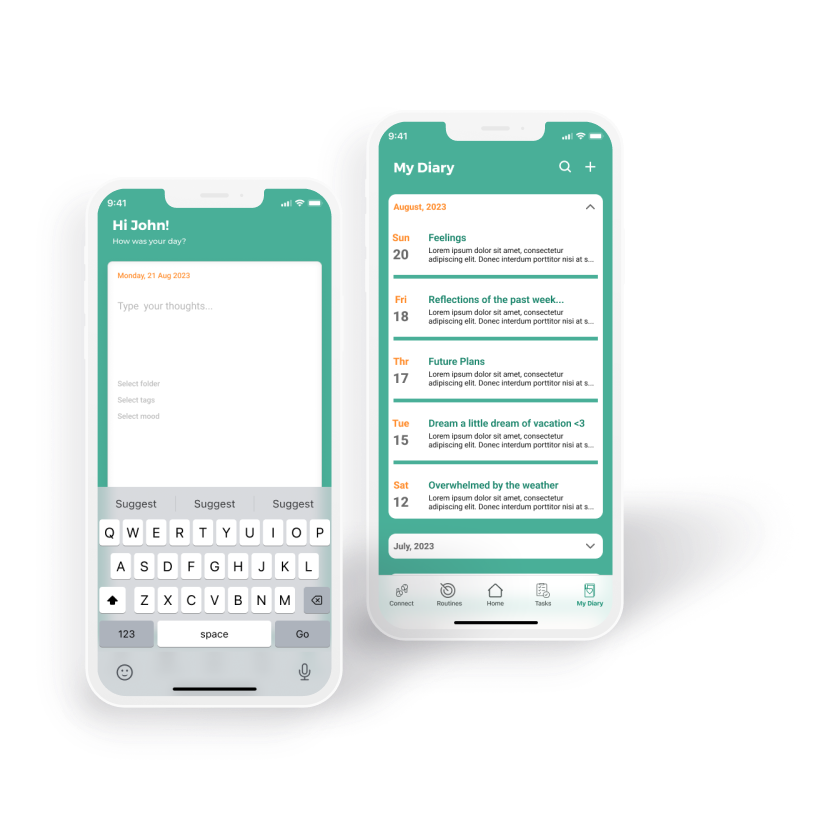 9:41
Hi John!
How was your day?
Monday, 21 Aug 2023
Type your thoughts...
Select folder
Select tags
Select mood
Suggest Suggest Suggest
Q W E R T Y U I O P
A S D F G H J K L
Z X C V B N M
123 space Go
9:41
My Diary
August, 2023
Sun Feelings
20 Lorem ipsum dolor sit amet, consectetur
adipiscing elit. Donec interdum porttitor nisi at s...
Fri Reflections of the past week...
18 Lorem ipsum dolor sit amet, consectetur
adipiscing elit. Donec interdum porttitor nisi at s...
Thr Future Plans
17 Lorem ipsum dolor sit amet, consectetur
adipiscing elit. Donec interdum porttitor nisi at s...
Tue Dream a little dream of vacation <3
15 Lorem ipsum dolor sit amet, consectetur
adipiscing elit. Donec interdum porttitor nisi at s...
Sat Overwhelmed by the weather
12 Lorem ipsum dolor sit amet, consectetur
adipiscing elit. Donec interdum porttitor nisi at s...
July, 2023
Connect Routines Home Tasks My Diary